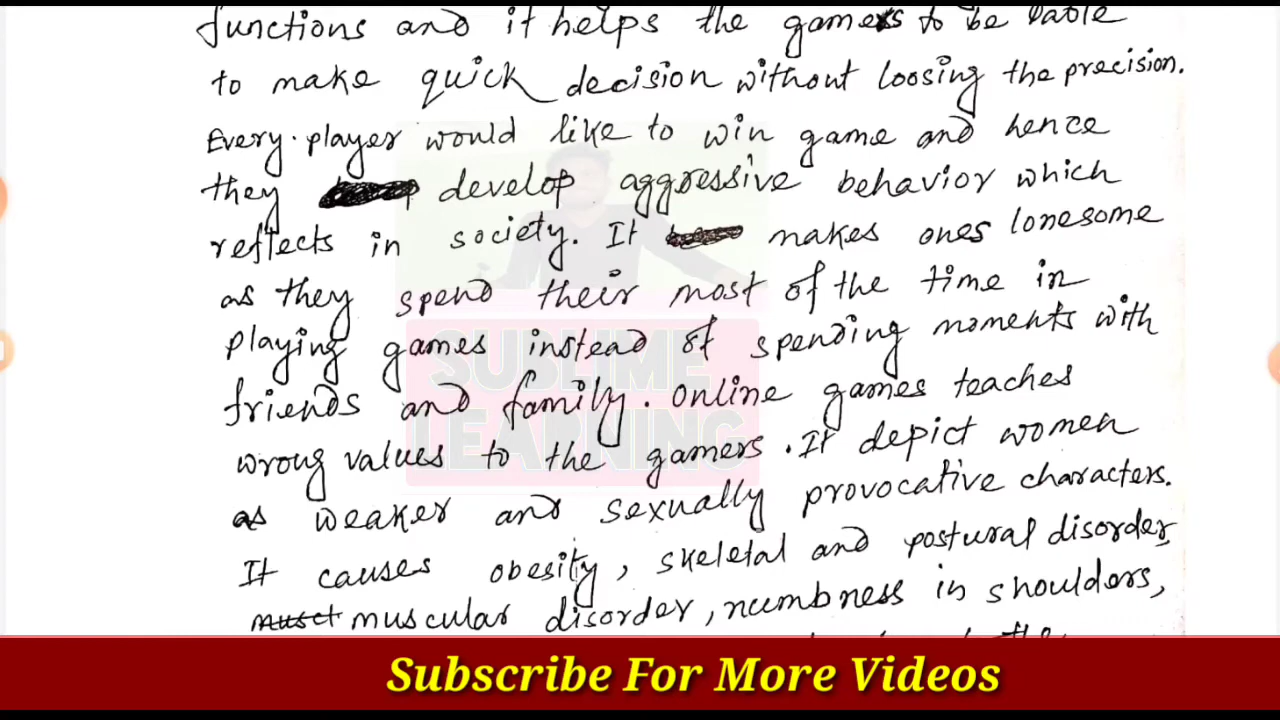 functions and it helps the gamers to be able
to make quick decision without loosing the precision.
Every player would like to win game and hence
they develop aggressive behavior which
reflects in society. It makes ones lonesome
as they spend their most of the time in
playing games instead of spending moments with
friends and family. Online games teaches
wrong values to the gamers. It depict women
as weaker and sexually provocative characters.
It causes obesity, skeletal and postural disorder,
muscular disorder, numbness in shoulders,
SUBLIME
LEARNING
Subscribe For More Videos